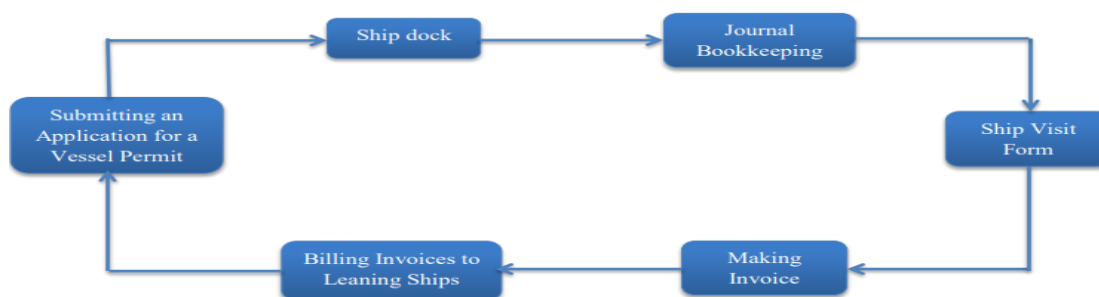 Ship dock
Journal
Bookkeeping
Submitting an
Application for a
Vessel Permit
Ship Visit
Form
Billing Invoices to
Leaning Ships
Making
Invoice